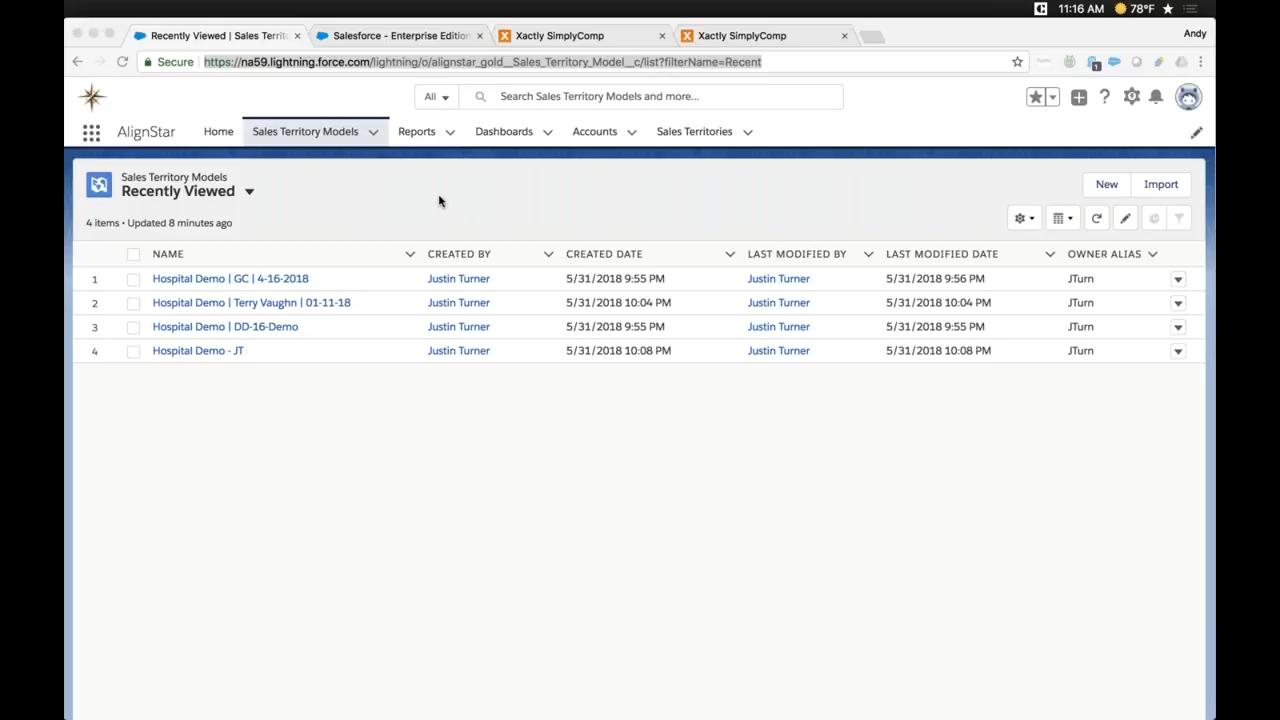 11:16 AM 78°F
Recently Viewed | Sales Territ
Salesforce - Enterprise Edition
Xactly SimplyComp
Xactly SimplyComp
Andy
Secure https://na59.lightning.force.com/lightning/o/alignstar_gold__Sales_Territory_Model__c/list?filterName=Recent
1
All Search Sales Territory Models and more...
AlignStar Home Sales Territory Models Reports Dashboards Accounts Sales Territories
Sales Territory Models
Recently Viewed
New Import
4 items • Updated 8 minutes ago
NAME CREATED BY CREATED DATE LAST MODIFIED BY LAST MODIFIED DATE OWNER ALIAS
1 Hospital Demo | GC | 4-16-2018 Justin Turner 5/31/2018 9:55 PM Justin Turner 5/31/2018 9:56 PM JTurn
2 Hospital Demo | Terry Vaughn | 01-11-18 Justin Turner 5/31/2018 10:04 PM Justin Turner 5/31/2018 10:04 PM JTurn
3 Hospital Demo | DD-16-Demo Justin Turner 5/31/2018 9:55 PM Justin Turner 5/31/2018 9:55 PM JTurn
4 Hospital Demo - JT Justin Turner 5/31/2018 10:08 PM Justin Turner 5/31/2018 10:08 PM JTurn